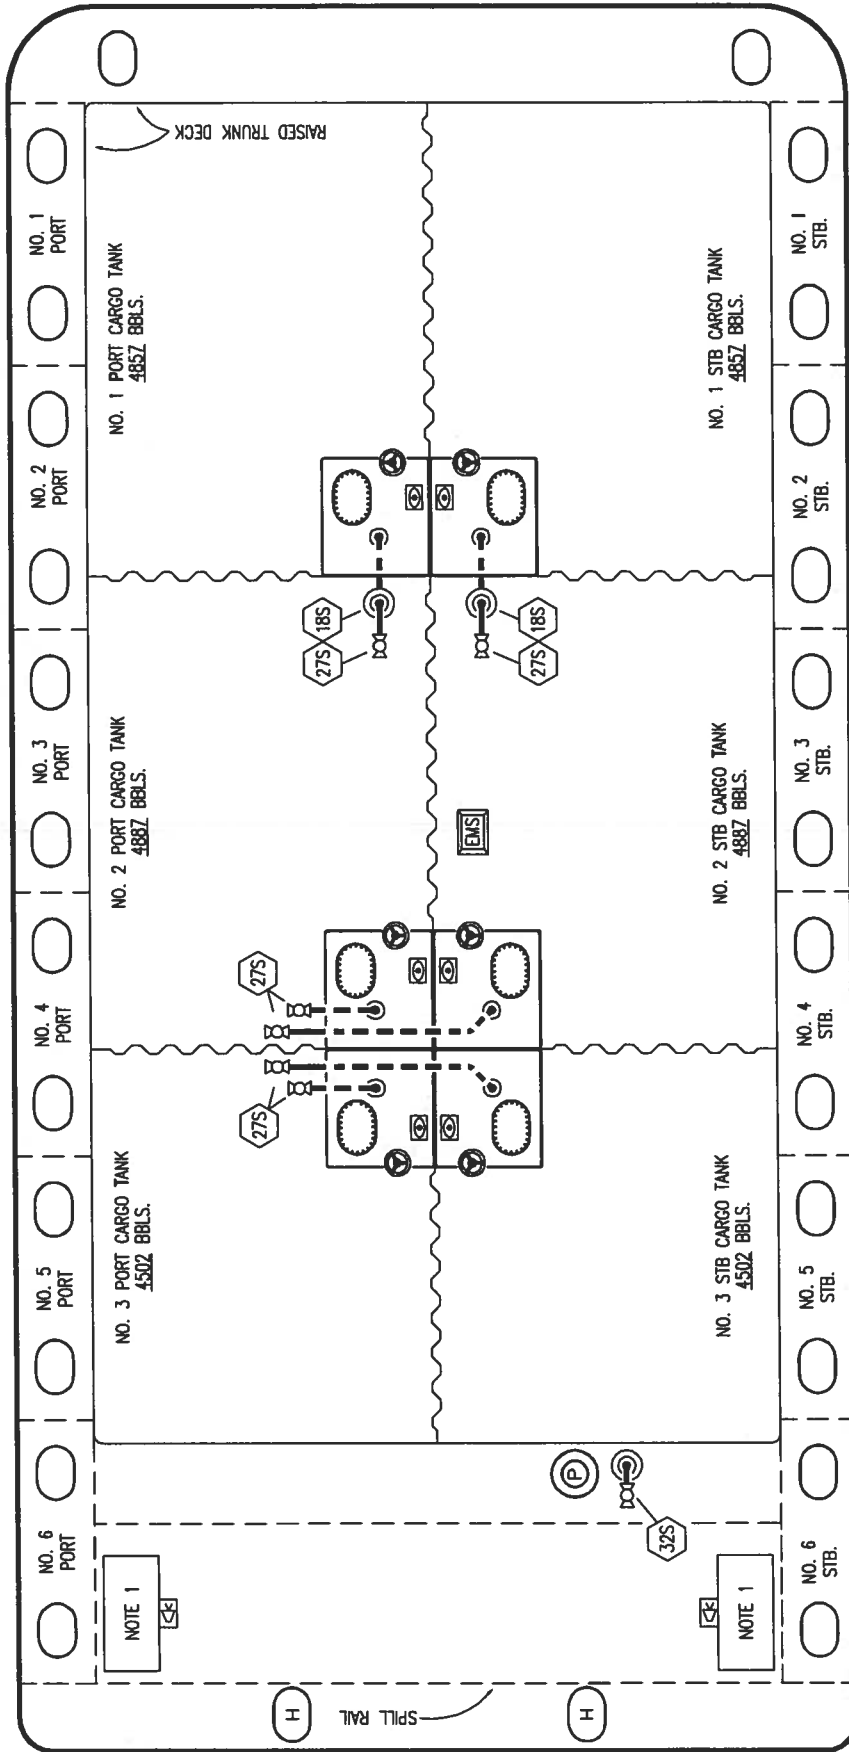 RAISED TRUNK DECK
NO. 1
PORT
NO. 2
PORT
NO. 3
PORT
NO. 4
PORT
NO. 5
PORT
NO. 6
PORT
NO. 1 PORT CARGO TANK
4857 BBLS.
NO. 2 PORT CARGO TANK
4887 BBLS.
NO. 3 PORT CARGO TANK
4502 BBLS.
NO. 1 STB CARGO TANK
4857 BBLS.
NO. 2 STB CARGO TANK
4887 BBLS.
NO. 3 STB CARGO TANK
4502 BBLS.
18S
27S
18S
27S
EMS
27S
27S
P
32S
NOTE 1
NOTE 1
H
H
SPILL RAIL
NO. 1
STB.
NO. 2
STB.
NO. 3
STB.
NO. 4
STB.
NO. 5
STB.
NO. 6
STB.